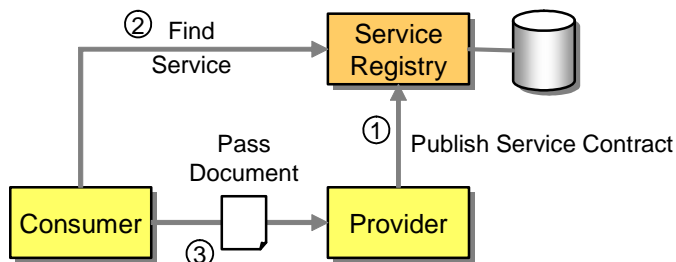 ② Find
Service
Service
Registry
① Publish Service Contract
Pass
Document
Consumer
Provider
③